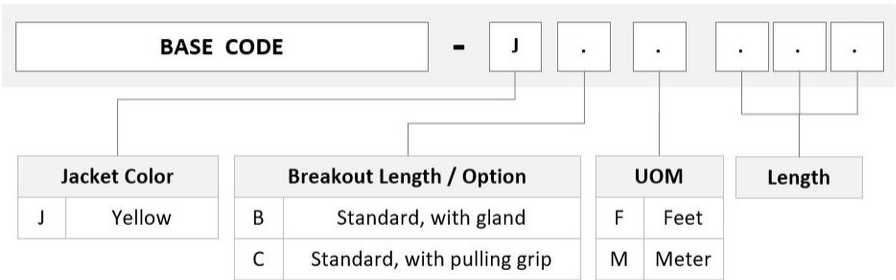 BASE CODE - J . . . . .
Jacket Color
Breakout Length / Option
UOM
Length
J Yellow
B Standard, with gland
F Feet
C Standard, with pulling grip
M Meter